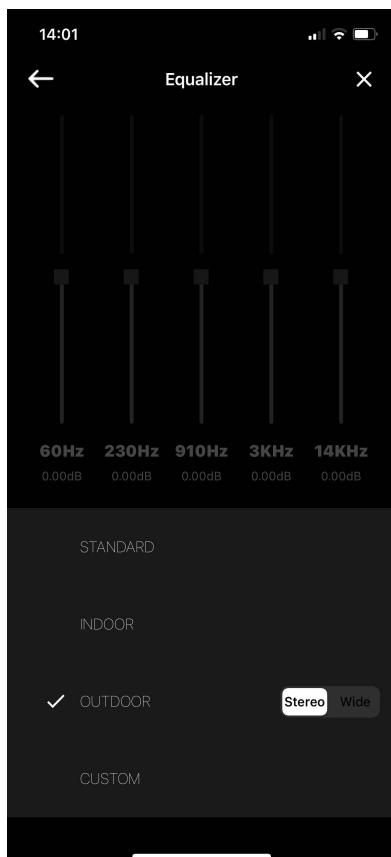 14:01
Equalizer
60Hz 230Hz 910Hz 3KHz 14KHz
0.00dB 0.00dB 0.00dB 0.00dB 0.00dB
STANDARD
INDOOR
OUTDOOR Stereo Wide
CUSTOM